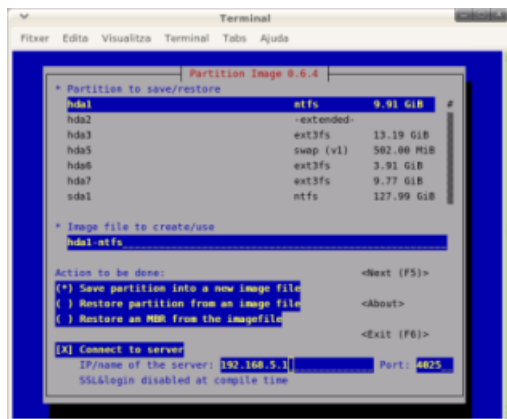 Terminal
Fitxer Edita Visualitza Terminal Tabs Ajuda
Partition Image 0.6.4
* Partition to save/restore
hda1 ntfs 9.91 GiB #
hda2 -extended-
hda3 ext3fs 13.19 GiB
hda5 swap (v1) 502.00 MiB
hda6 ext3fs 3.91 GiB
hda7 ext3fs 9.77 GiB
sda1 ntfs 127.99 GiB
* Image file to create/use
hda1-ntfs
Action to be done: <Next (F5)>
(*) Save partition into a new image file
( ) Restore partition from an image file <About>
( ) Restore an MBR from the imagefile
<Exit (F6)>
[X] Connect to server
IP/name of the server: 192.168.5.1 Port: 4025
SSL&login disabled at compile time